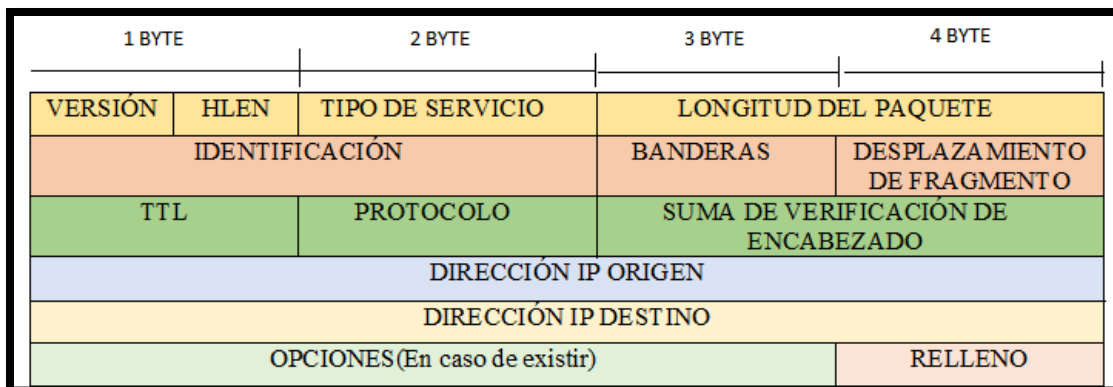 1 BYTE 2 BYTE 3 BYTE 4 BYTE
VERSIÓN HLEN TIPO DE SERVICIO LONGITUD DEL PAQUETE
IDENTIFICACIÓN BANDERAS DESPLAZAMIENTO
DE FRAGMENTO
TTL PROTOCOLO SUMA DE VERIFICACIÓN DE
ENCABEZADO
DIRECCIÓN IP ORIGEN
DIRECCIÓN IP DESTINO
OPCIONES(En caso de existir) RELLENO